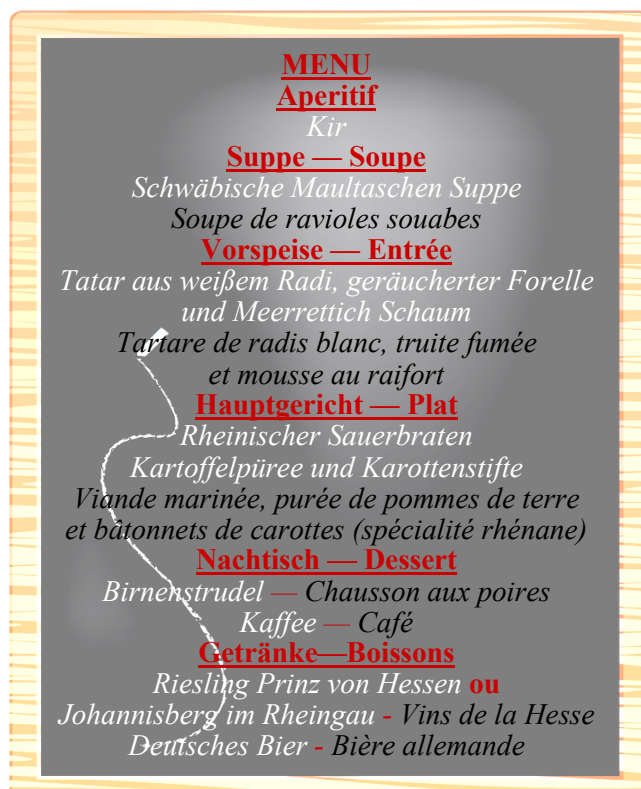 MENU
Aperitif
Kir
Suppe — Soupe
Schwäbische Maultaschen Suppe
Soupe de ravioles souabes
Vorspeise — Entrée
Tatar aus weißem Radi, geräucherter Forelle
und Meerrettich Schaum
Tartare de radis blanc, truite fumée
et mousse au raifort
Hauptgericht — Plat
Rheinischer Sauerbraten
Kartoffelpüree und Karottenstifte
Viande marinée, purée de pommes de terre
et bâtonnets de carottes (spécialité rhénane)
Nachtisch — Dessert
Birnenstrudel — Chausson aux poires
Kaffee — Café
Getränke—Boissons
Riesling Prinz von Hessen ou
Johannisberg im Rheingau - Vins de la Hesse
Deutsches Bier - Bière allemande